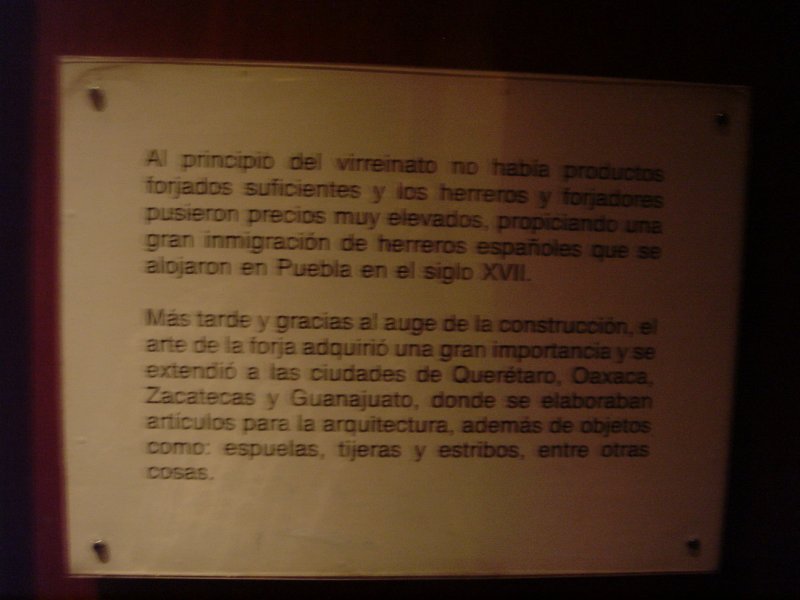 Al principio del virreinato no había productos
forjados suficientes y los herreros y forjadores
pusieron precios muy elevados, propiciando una
gran inmigración de herreros españoles que se
alojaron en Puebla en el siglo XVII.
Más tarde y gracias al auge de la construcción, el
arte de la forja adquirió una gran importancia y se
extendió a las ciudades de Querétaro, Oaxaca,
Zacatecas y Guanajuato, donde se elaboraban
artículos para la arquitectura, además de objetos
como: espuelas, tijeras y estribos, entre otras
cosas.